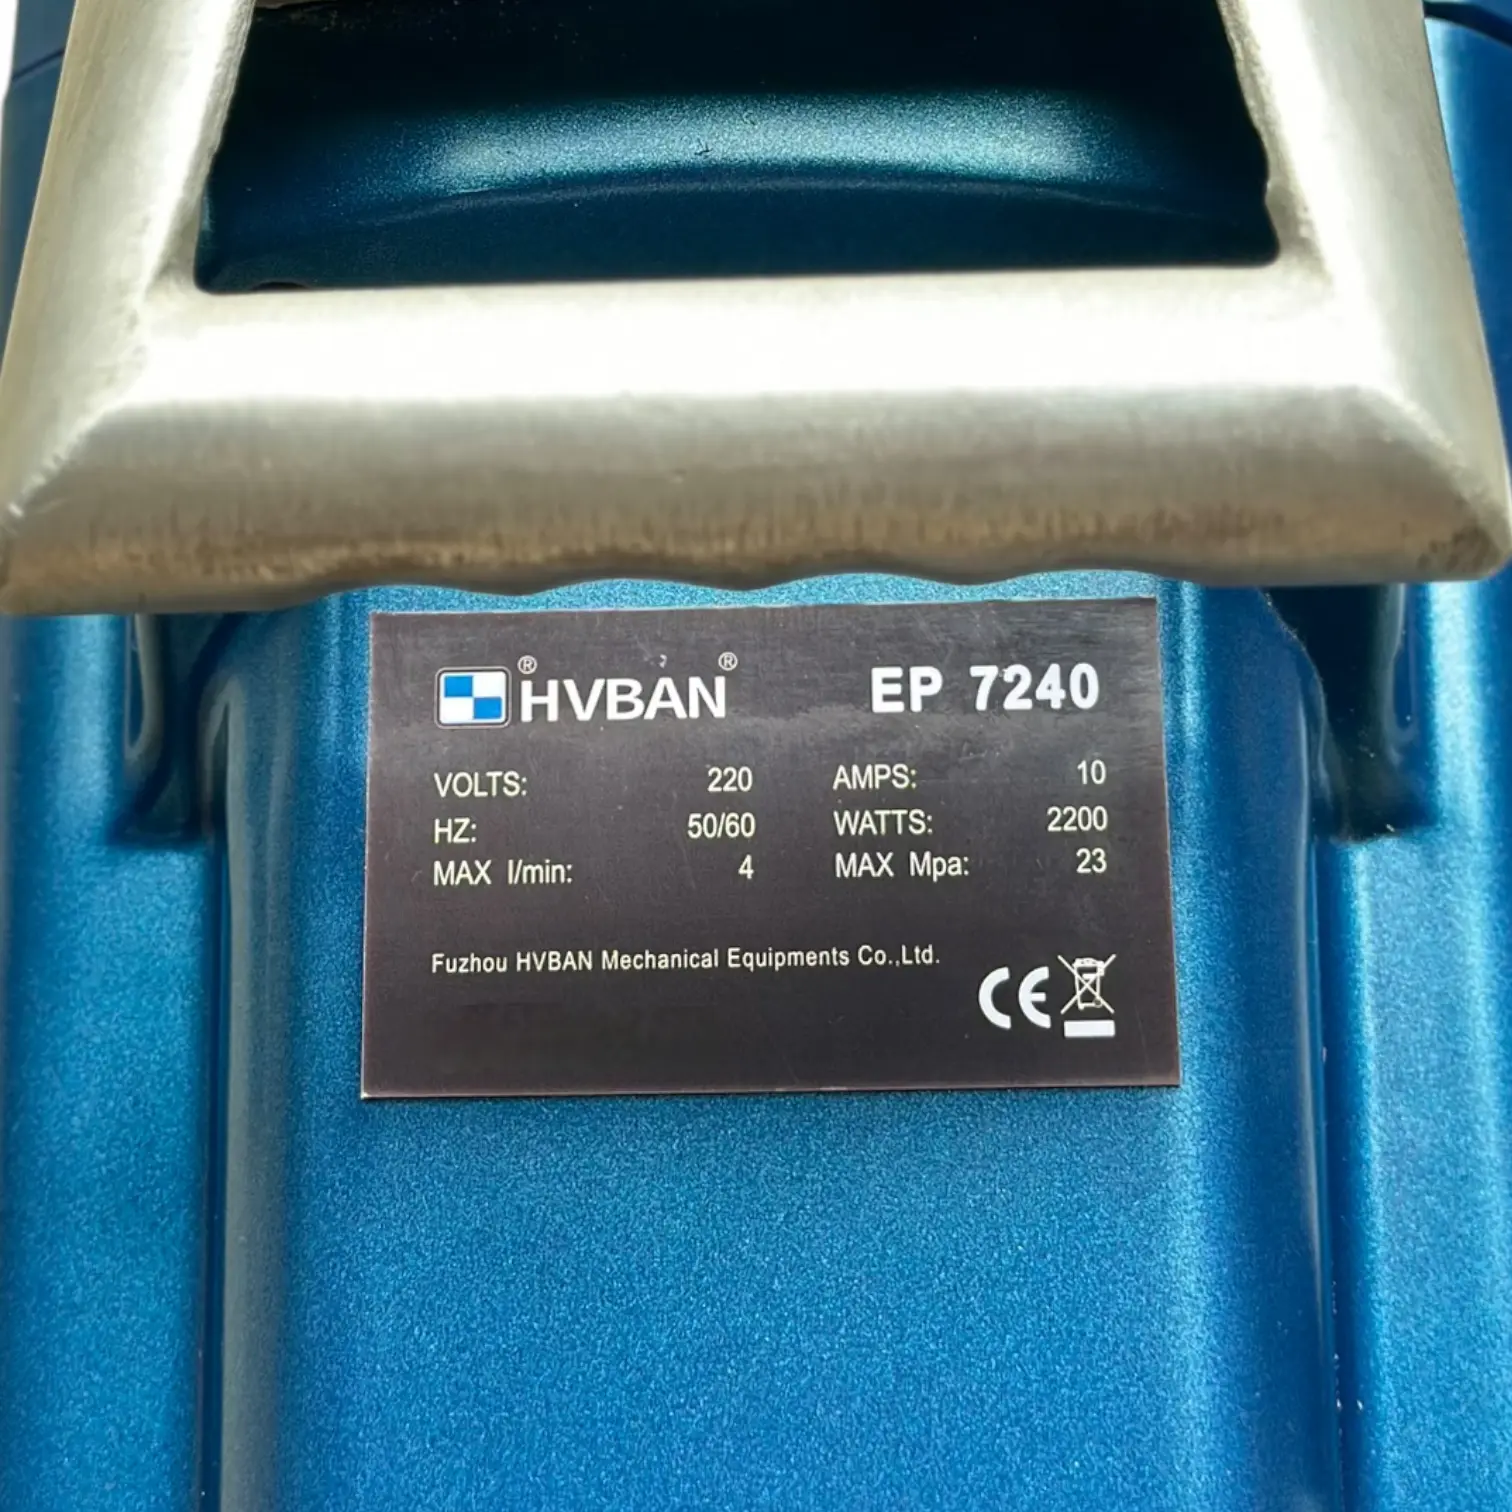 ® HVBAN ® EP 7240
VOLTS: 220 AMPS: 10
HZ: 50/60 WATTS: 2200
MAX l/min: 4 MAX Mpa: 23
Fuzhou HVBAN Mechanical Equipments Co.,Ltd.
CE